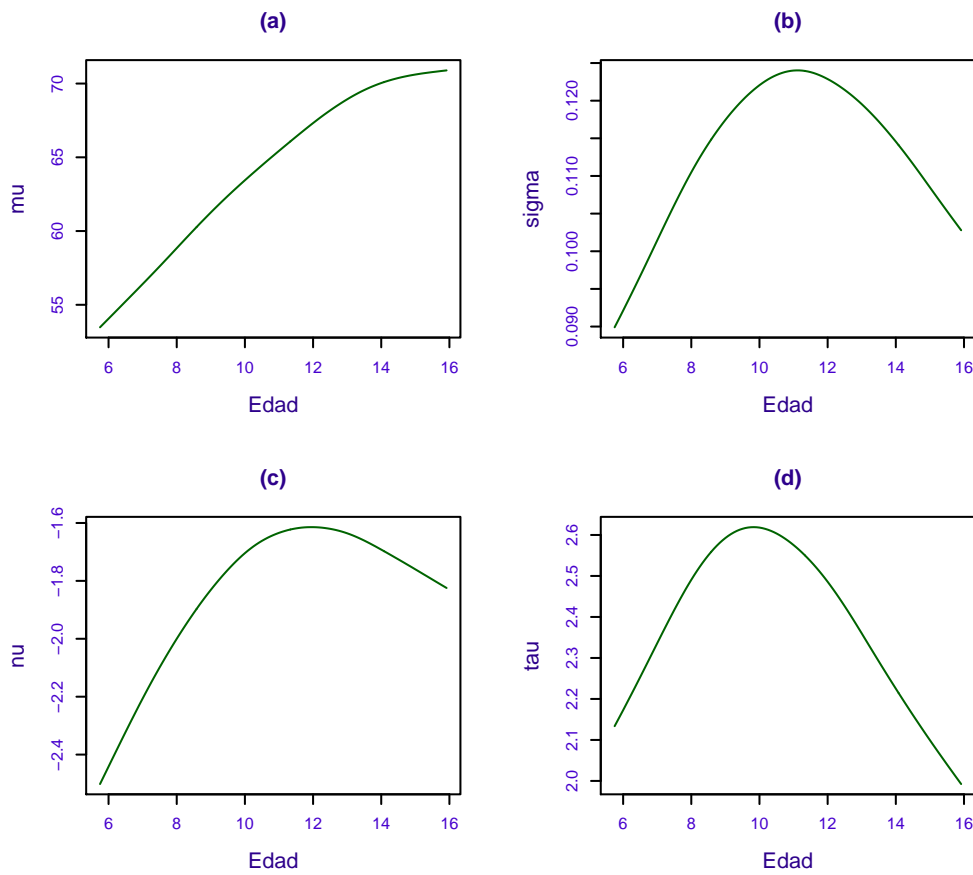 (a)
mu
55 60 65 70
6 8 10 12 14 16
Edad
(b)
sigma
0.090 0.100 0.110 0.120
6 8 10 12 14 16
Edad
(c)
nu
−2.4 −2.2 −2.0 −1.8 −1.6
6 8 10 12 14 16
Edad
(d)
tau
2.0 2.1 2.2 2.3 2.4 2.5 2.6
6 8 10 12 14 16
Edad